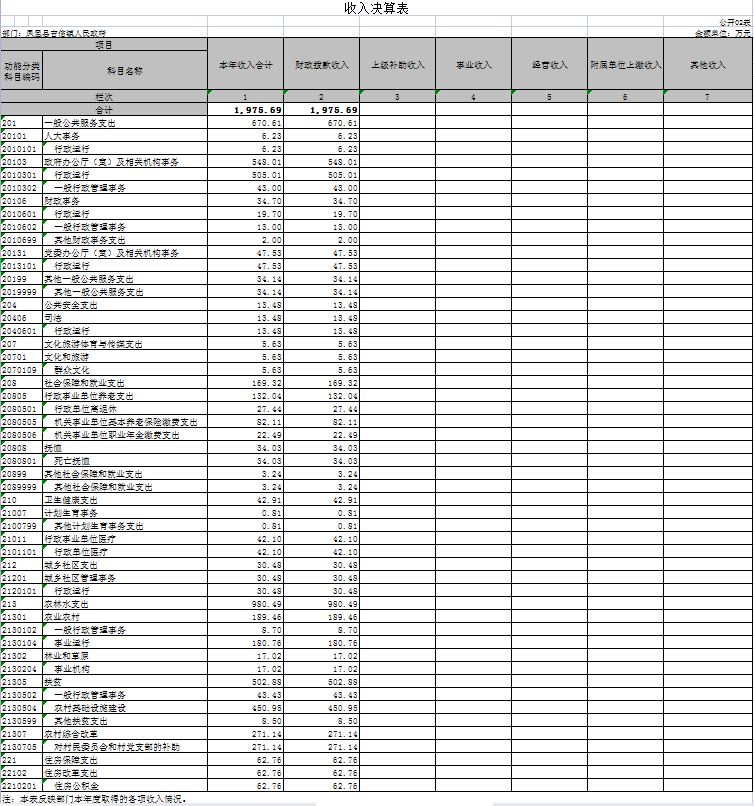 收入决算表
公开02表
部门：凤凰县吉信镇人民政府 金额单位：万元
项目 本年收入合计 财政拨款收入 上级补助收入 事业收入 经营收入 附属单位上缴收入 其他收入
功能分类科目编码 科目名称
栏次 1 2 3 4 5 6 7
合计 1,975.69 1,975.69
201 一般公共服务支出 670.61 670.61
20101 人大事务 6.23 6.23
2010101 行政运行 6.23 6.23
20103 政府办公厅（室）及相关机构事务 548.01 548.01
2010301 行政运行 505.01 505.01
2010302 一般行政管理事务 43.00 43.00
20106 财政事务 34.70 34.70
2010601 行政运行 19.70 19.70
2010602 一般行政管理事务 13.00 13.00
2010699 其他财政事务支出 2.00 2.00
20131 党委办公厅（室）及相关机构事务 47.53 47.53
2013101 行政运行 47.53 47.53
20199 其他一般公共服务支出 34.14 34.14
2019999 其他一般公共服务支出 34.14 34.14
204 公共安全支出 13.48 13.48
20406 司法 13.48 13.48
2040601 行政运行 13.48 13.48
207 文化旅游体育与传媒支出 5.63 5.63
20701 文化和旅游 5.63 5.63
2070109 群众文化 5.63 5.63
208 社会保障和就业支出 169.32 169.32
20805 行政事业单位养老支出 132.04 132.04
2080501 行政单位离退休 27.44 27.44
2080505 机关事业单位基本养老保险缴费支出 82.11 82.11
2080506 机关事业单位职业年金缴费支出 22.49 22.49
20808 抚恤 34.03 34.03
2080801 死亡抚恤 34.03 34.03
20899 其他社会保障和就业支出 3.24 3.24
2089999 其他社会保障和就业支出 3.24 3.24
210 卫生健康支出 42.91 42.91
21007 计划生育事务 0.81 0.81
2100799 其他计划生育事务支出 0.81 0.81
21011 行政事业单位医疗 42.10 42.10
2101101 行政单位医疗 42.10 42.10
212 城乡社区支出 30.48 30.48
21201 城乡社区管理事务 30.48 30.48
2120101 行政运行 30.48 30.48
213 农林水支出 980.49 980.49
21301 农业农村 189.46 189.46
2130102 一般行政管理事务 8.70 8.70
2130104 事业运行 180.76 180.76
21302 林业和草原 17.02 17.02
2130204 事业机构 17.02 17.02
21305 扶贫 502.88 502.88
2130502 一般行政管理事务 43.43 43.43
2130504 农村基础设施建设 450.95 450.95
2130599 其他扶贫支出 8.50 8.50
21307 农村综合改革 271.14 271.14
2130705 对村民委员会和村党支部的补助 271.14 271.14
221 住房保障支出 62.76 62.76
22102 住房改革支出 62.76 62.76
2210201 住房公积金 62.76 62.76
注：本表反映部门本年度取得的各项收入情况。